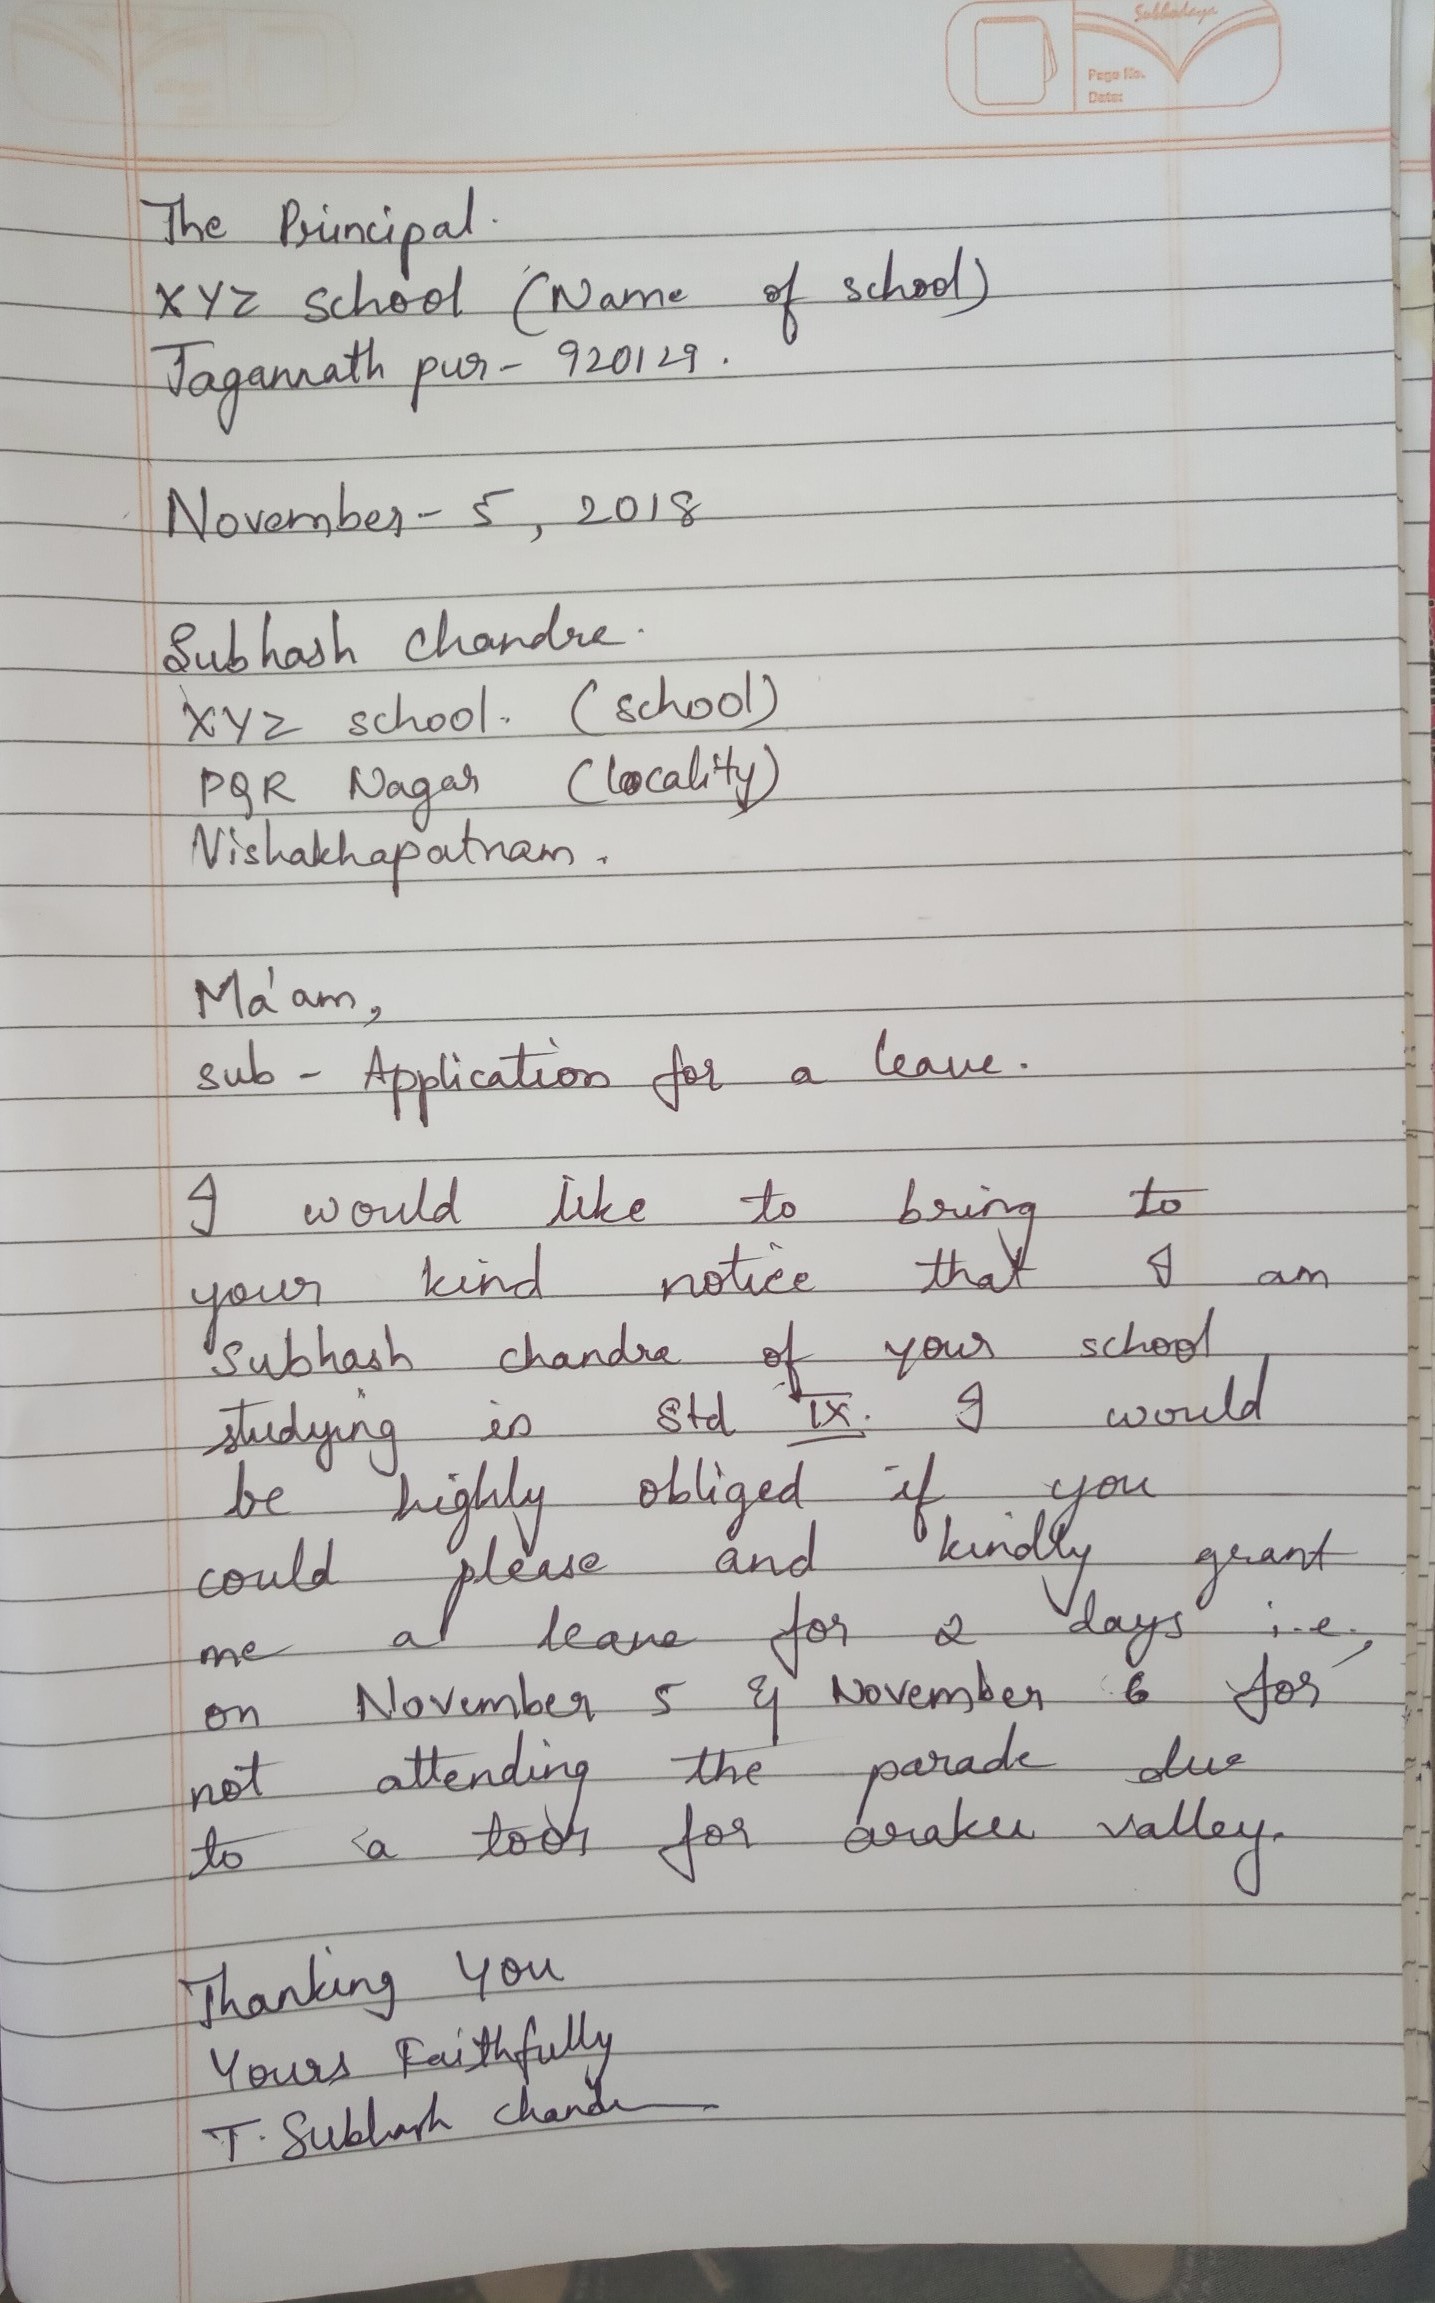 Subhodaya
Page No.
Date:
The Principal.
XYZ school (Name of school)
Jagannath pur - 920129.
November - 5, 2018
Subhash Chandra.
XYZ school. (school)
PQR Nagar (locality)
Nishakhapatnam.
Ma'am,
sub - Application for a leave.
I would like to bring to
your kind notice that I am
Subhash chandra of your school
studying in Std IX. I would
be highly obliged if you
could please and kindly grant
me a leave for 2 days i.e.,
on November 5 & November 6 for
not attending the parade due
to a toor for araku valley.
Thanking You
Yours Faithfully
T. Subhash Chandra